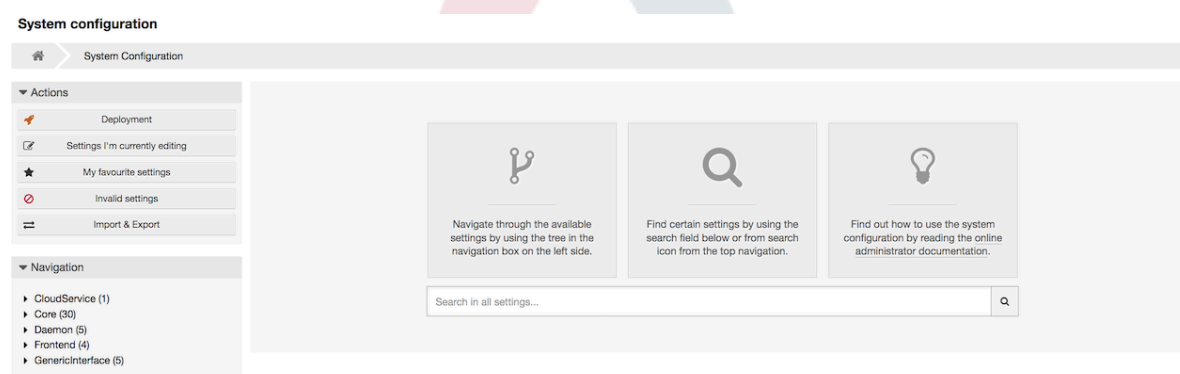 System configuration
System Configuration
Actions
Deployment
Settings I'm currently editing
My favourite settings
Invalid settings
Import & Export
Navigation
CloudService (1)
Core (30)
Daemon (5)
Frontend (4)
GenericInterface (5)
Navigate through the available
settings by using the tree in the
navigation box on the left side.
Find certain settings by using the
search field below or from search
icon from the top navigation.
Find out how to use the system
configuration by reading the online
administrator documentation.
Search in all settings...